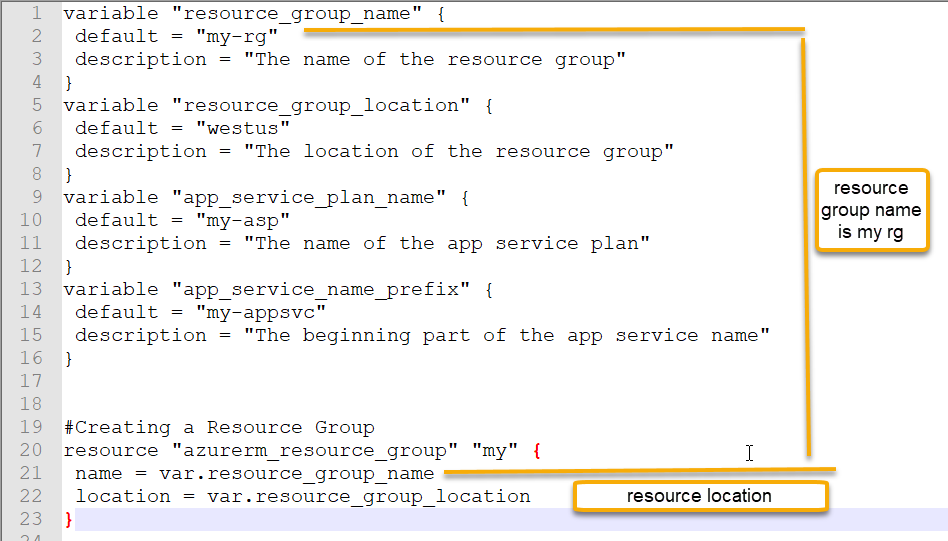 1 variable "resource_group_name" {
2 default = "my-rg"
3 description = "The name of the resource group"
4 }
5 variable "resource_group_location" {
6 default = "westus"
7 description = "The location of the resource group"
8 }
9 variable "app_service_plan_name" {
10 default = "my-asp"
11 description = "The name of the app service plan"
12 }
13 variable "app_service_name_prefix" {
14 default = "my-appsvc"
15 description = "The beginning part of the app service name"
16 }
17
18
19 #Creating a Resource Group
20 resource "azurerm_resource_group" "my" {
21 name = var.resource_group_name
22 location = var.resource_group_location
23 }
24
resource
group name
is my rg
resource location